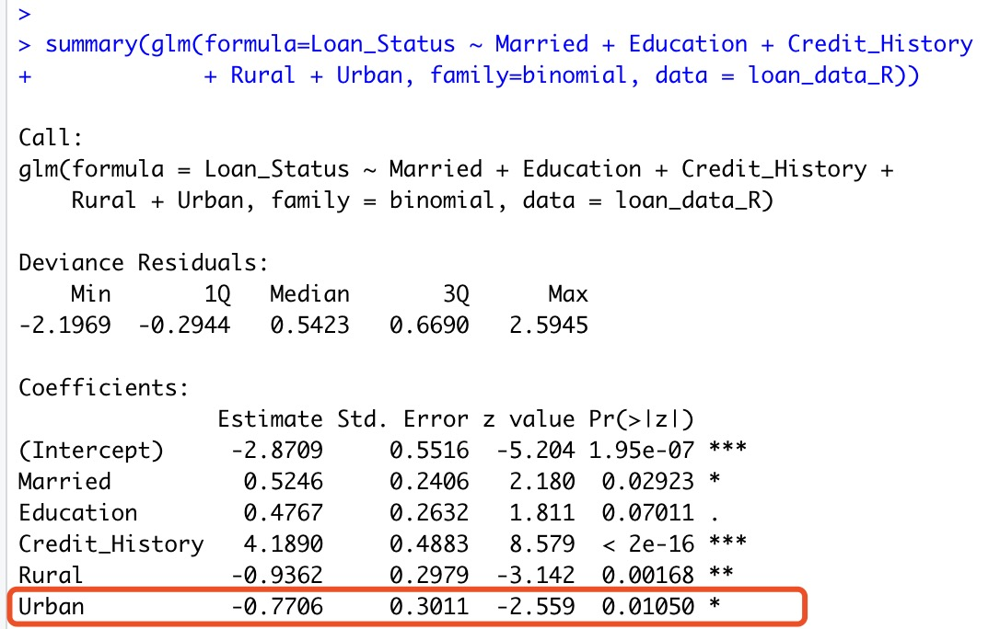 >
> summary(glm(formula=Loan_Status ~ Married + Education + Credit_History
+             + Rural + Urban, family=binomial, data = loan_data_R))

Call:
glm(formula = Loan_Status ~ Married + Education + Credit_History +
    Rural + Urban, family = binomial, data = loan_data_R)

Deviance Residuals:
    Min       1Q   Median       3Q      Max
-2.1969  -0.2944   0.5423   0.6690   2.5945

Coefficients:
               Estimate Std. Error z value Pr(>|z|)
(Intercept)     -2.8709     0.5516  -5.204 1.95e-07 ***
Married          0.5246     0.2406   2.180  0.02923 *
Education        0.4767     0.2632   1.811  0.07011 .
Credit_History   4.1890     0.4883   8.579  < 2e-16 ***
Rural           -0.9362     0.2979  -3.142  0.00168 **
Urban           -0.7706     0.3011  -2.559  0.01050 *